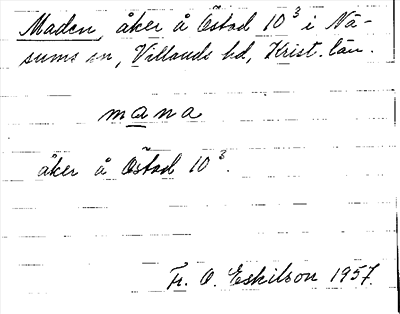 Maden, åker å Östad 10³ i Nä-
sums sn, Villands hd, Krist. län.
mana
åker å Östad 10³.
Fr. O. Eskilson 1957.